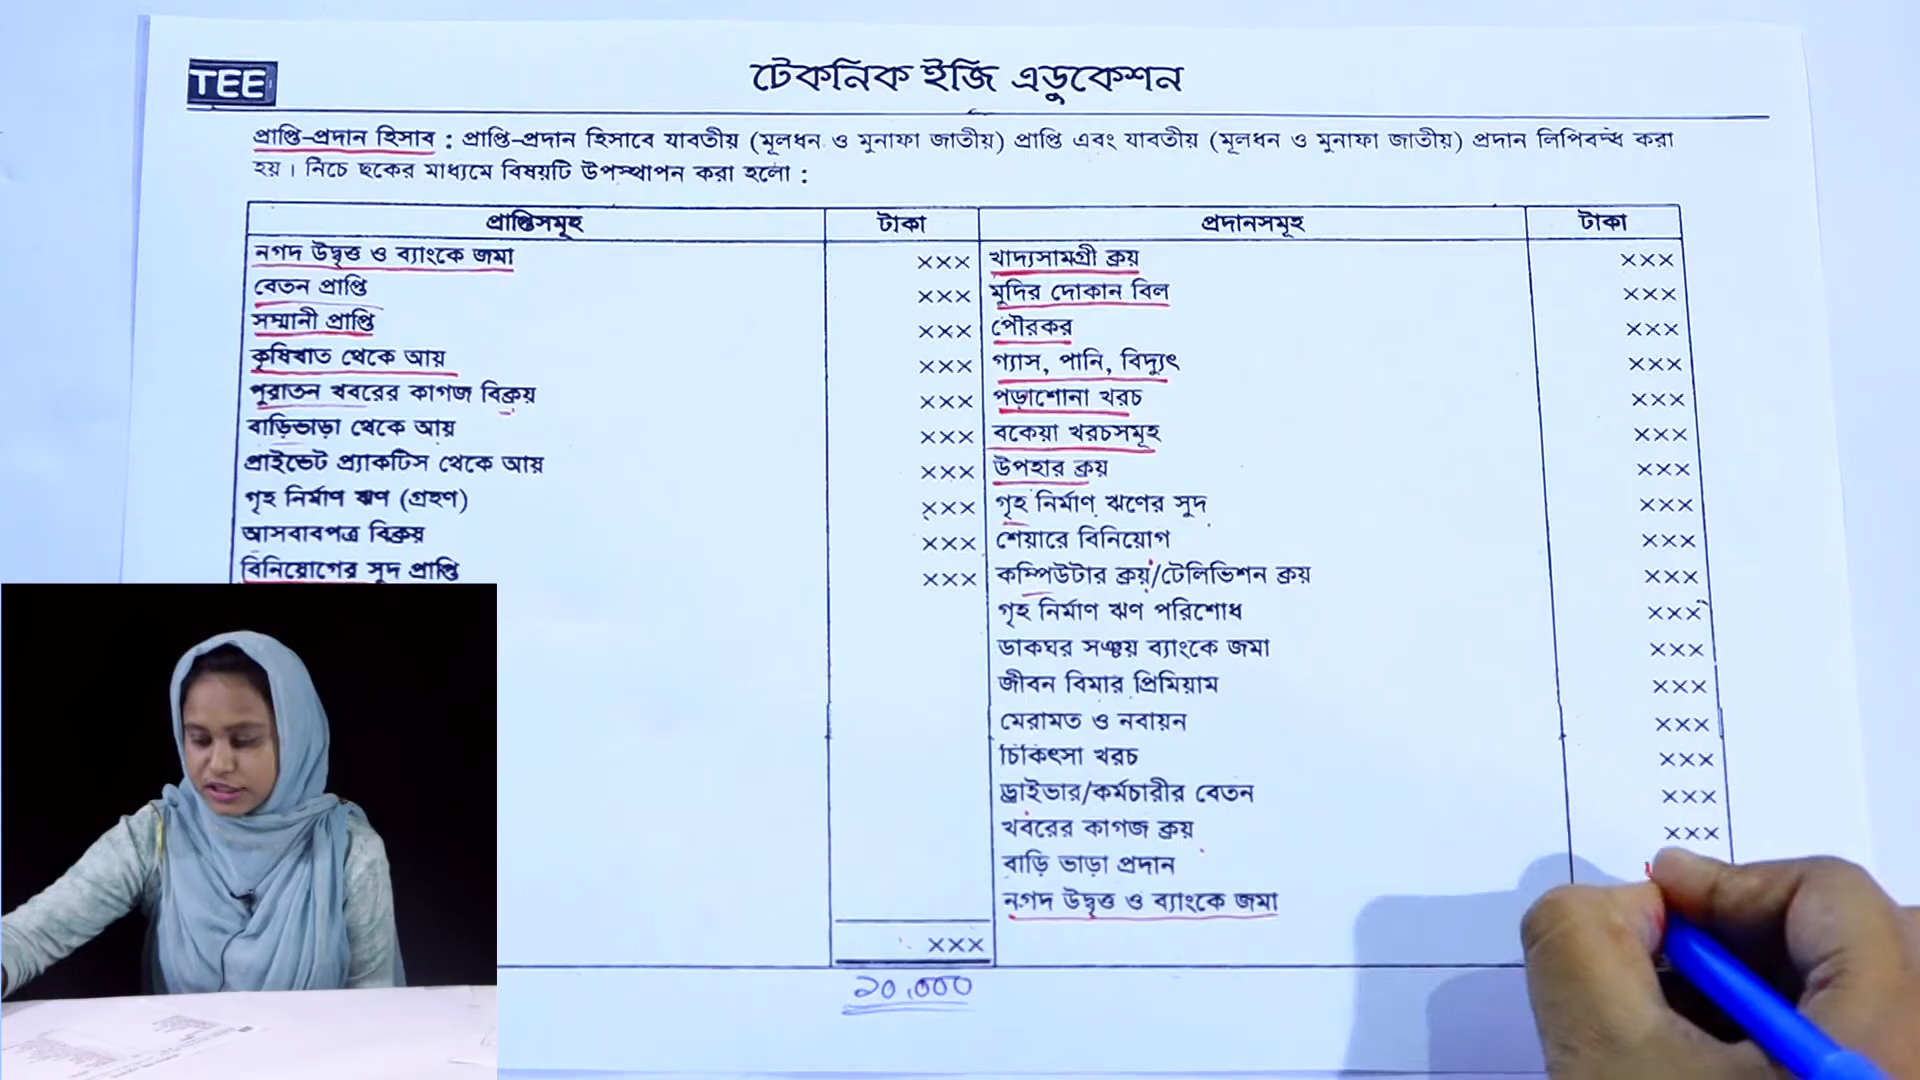 TEE
টেকনিক ইজি এডুকেশন
প্রাপ্তি-প্রদান হিসাব : প্রাপ্তি-প্রদান হিসাবে যাবতীয় (মূলধন ও মুনাফা জাতীয়) প্রাপ্তি এবং যাবতীয় (মূলধন ও মুনাফা জাতীয়) প্রদান লিপিবদ্ধ করা
হয়। নিচে ছকের মাধ্যমে বিষয়টি উপস্থাপন করা হলো :
প্রাপ্তিসমূহ টাকা প্রদানসমূহ টাকা
নগদ উদ্বৃত্ত ও ব্যাংকে জমা ××× খাদ্যসামগ্রী ক্রয় ×××
বেতন প্রাপ্তি ××× মুদির দোকান বিল ×××
সম্মানী প্রাপ্তি ××× পৌরকর ×××
কৃষিখাত থেকে আয় ××× গ্যাস, পানি, বিদ্যুৎ ×××
পুরাতন খবরের কাগজ বিক্রয় ××× পড়াশোনা খরচ ×××
বাড়িভাড়া থেকে আয় ××× বকেয়া খরচসমূহ ×××
প্রাইভেট প্র্যাকটিস থেকে আয় ××× উপহার ক্রয় ×××
গৃহ নির্মাণ ঋণ (গ্রহণ) ××× গৃহ নির্মাণ ঋণের সুদ ×××
আসবাবপত্র বিক্রয় ××× শেয়ারে বিনিয়োগ ×××
বিনিয়োগের সুদ প্রাপ্তি ××× কম্পিউটার ক্রয়/টেলিভিশন ক্রয় ×××
গৃহ নির্মাণ ঋণ পরিশোধ ×××
ডাকঘর সঞ্চয় ব্যাংকে জমা ×××
জীবন বিমার প্রিমিয়াম ×××
মেরামত ও নবায়ন ×××
চিকিৎসা খরচ ×××
ড্রাইভার/কর্মচারীর বেতন ×××
খবরের কাগজ ক্রয় ×××
বাড়ি ভাড়া প্রদান
নগদ উদ্বৃত্ত ও ব্যাংকে জমা
×××
২০,০০০